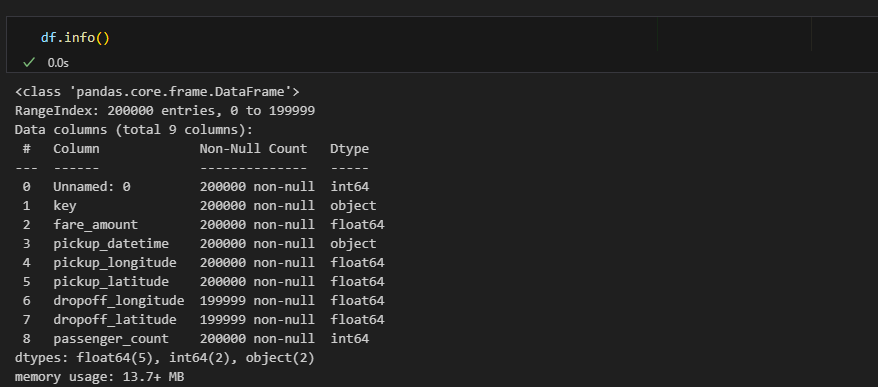 df.info()
0.0s
<class 'pandas.core.frame.DataFrame'>
RangeIndex: 200000 entries, 0 to 199999
Data columns (total 9 columns):
 #   Column             Non-Null Count   Dtype
---  ------             --------------   -----
 0   Unnamed: 0         200000 non-null  int64
 1   key                200000 non-null  object
 2   fare_amount        200000 non-null  float64
 3   pickup_datetime    200000 non-null  object
 4   pickup_longitude   200000 non-null  float64
 5   pickup_latitude    200000 non-null  float64
 6   dropoff_longitude  199999 non-null  float64
 7   dropoff_latitude   199999 non-null  float64
 8   passenger_count    200000 non-null  int64
dtypes: float64(5), int64(2), object(2)
memory usage: 13.7+ MB